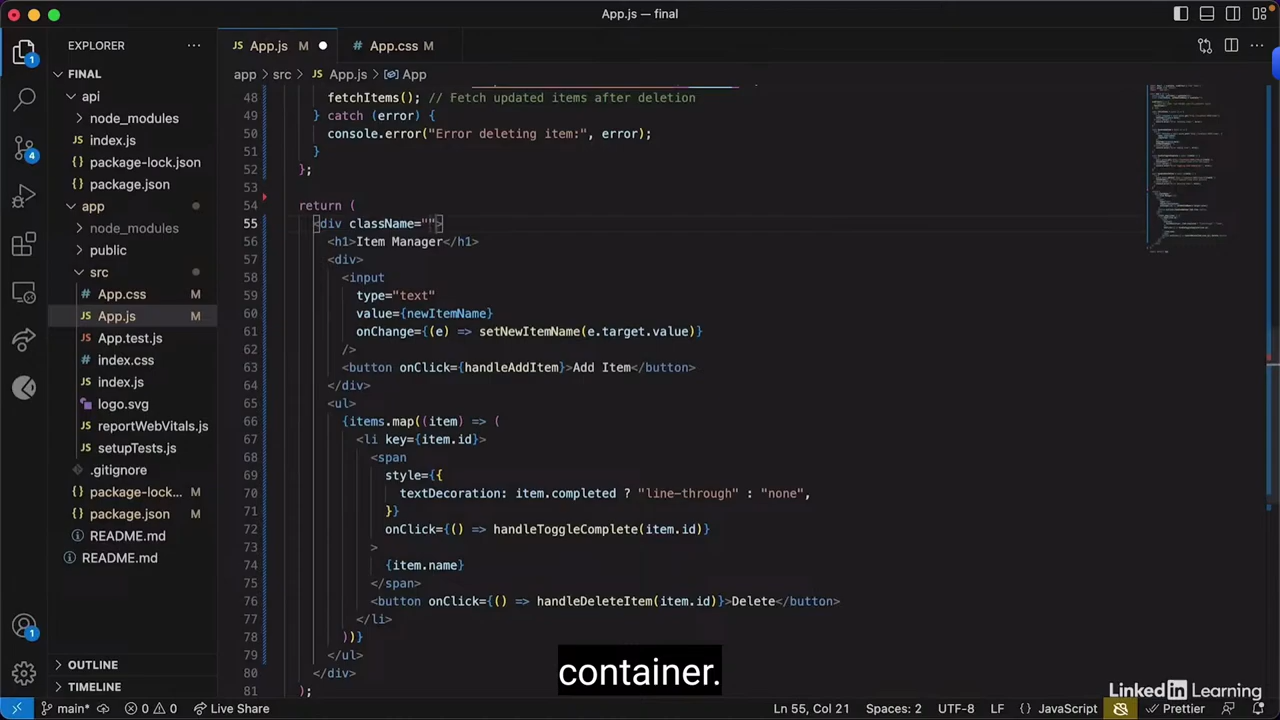 App.js — final
EXPLORER
FINAL
api
node_modules
index.js
package-lock.json
package.json
app
node_modules
public
src
App.css M
App.js M
App.test.js
index.css
index.js
logo.svg
reportWebVitals.js
setupTests.js
.gitignore
package-lock... M
package.json M
README.md
README.md
OUTLINE
TIMELINE
1
4
1
JS App.js M
# App.css M
app > src > JS App.js > App
48 fetchItems(); // Fetch updated items after deletion
49 } catch (error) {
50 console.error("Error deleting item:", error);
51 }
52 };
53
54 return (
55 <div className=""
56 <h1>Item Manager</h1>
57 <div>
58 <input
59 type="text"
60 value={newItemName}
61 onChange={(e) => setNewItemName(e.target.value)}
62 />
63 <button onClick={handleAddItem}>Add Item</button>
64 </div>
65 <ul>
66 {items.map((item) => (
67 <li key={item.id}>
68 <span
69 style={{
70 textDecoration: item.completed ? "line-through" : "none",
71 }}
72 onClick={() => handleToggleComplete(item.id)}
73 >
74 {item.name}
75 </span>
76 <button onClick={() => handleDeleteItem(item.id)}>Delete</button>
77 </li>
78 ))}
79 </ul>
80 </div>
81 );
container.
LinkedIn Learning
main* 0 0 Live Share Ln 55, Col 21 Spaces: 2 UTF-8 LF {} JavaScript Prettier